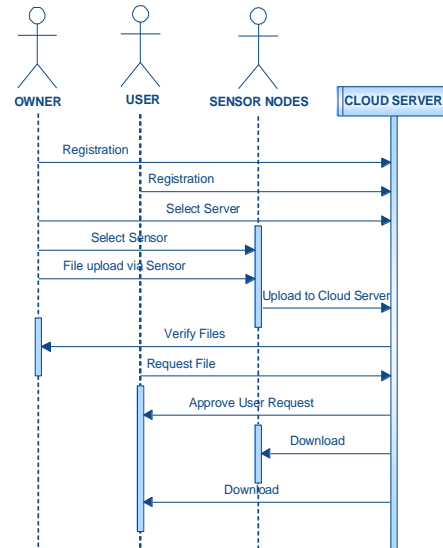 OWNER
USER
SENSOR NODES
CLOUD SERVER
Registration
Registration
Select Server
Select Sensor
File upload via Sensor
Upload to Cloud Server
Verify Files
Request File
Approve User Request
Download
Download